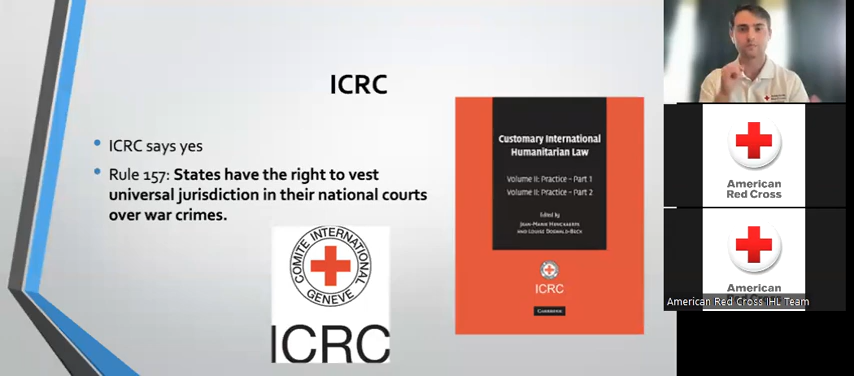 ICRC
ICRC says yes
Rule 157: States have the right to vest
universal jurisdiction in their national courts
over war crimes.
COMITE INTERNATIONAL
GENEVE
ICRC
Customary International
Humanitarian Law
Volume II: Practice – Part 1
Volume II: Practice – Part 2
Edited by
JEAN-MARIE HENCKAERTS
AND LOUISE DOSWALD-BECK
ICRC
CAMBRIDGE
American
Red Cross
American
American Red Cross IHL Team